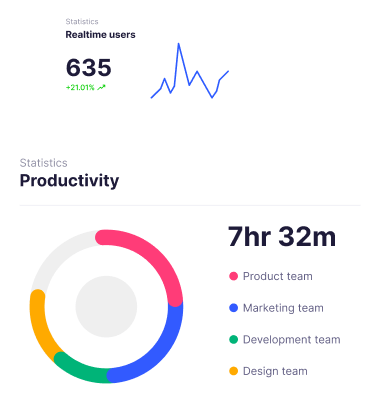 Statistics
Realtime users
635
+21.01%
Statistics
Productivity
7hr 32m
Product team
Marketing team
Development team
Design team